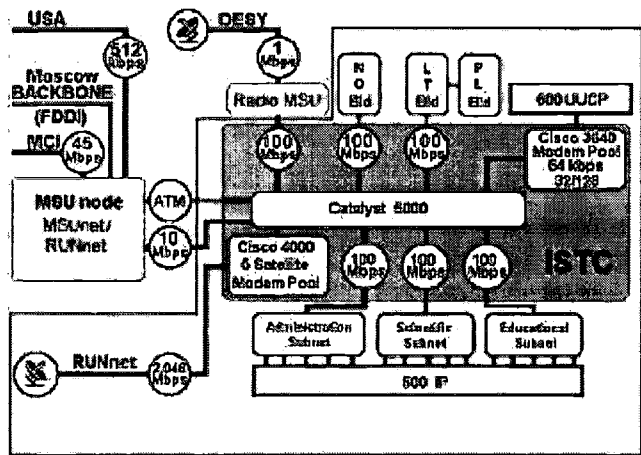 USA
DESY
512
Kbps
1
Mbps
Moscow
BACKBONE
(FDDI)
MCI
45
Mbps
Radio MSU
N
O
Bld
L
T
Bld
P
L
Bld
600 UUCP
100
Mbps
100
Mbps
100
Mbps
Cisco 3640
Modem Pool
64 kbps
32/128
MSU node
MSUnet/
RUNnet
ATM
10
Mbps
Catalyst 5000
Cisco 4000
6 Satellite
Modem Pool
100
Mbps
100
Mbps
100
Mbps
ISTC
Administration
Subnet
Scientific
Subnet
Educational
Subnet
RUNnet
2,048
Mbps
500 IP